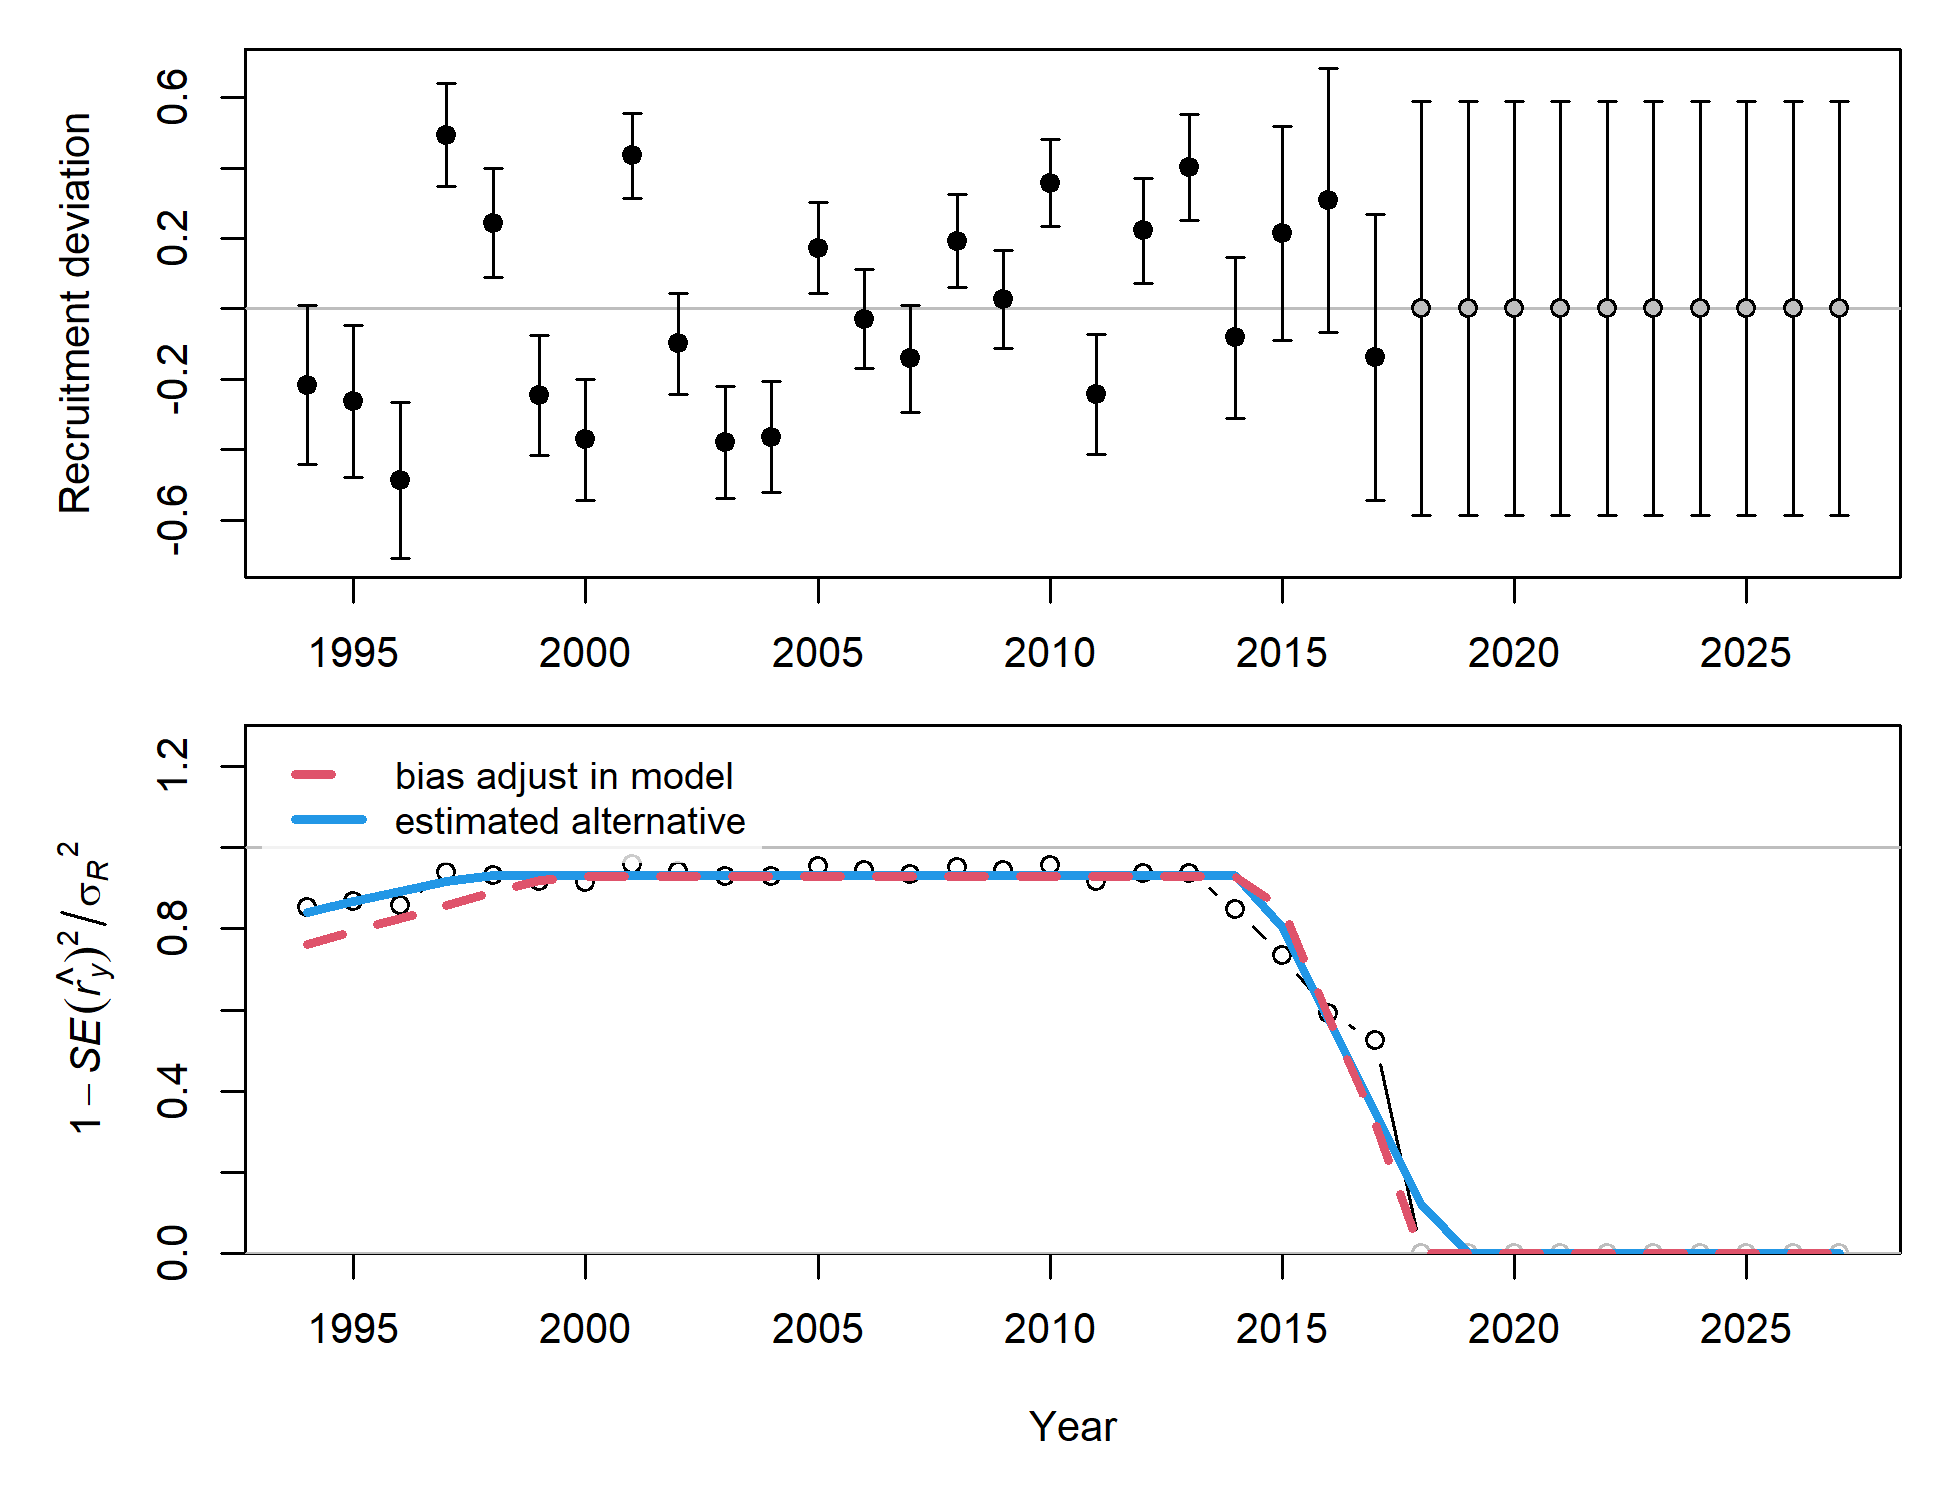 Recruitment deviation
0.6
0.2
-0.2
-0.6
1995 2000 2005 2010 2015 2020 2025
bias adjust in model
estimated alternative
1 − SE(r̂y)² / σR²
1.2
0.8
0.4
0.0
1995 2000 2005 2010 2015 2020 2025
Year